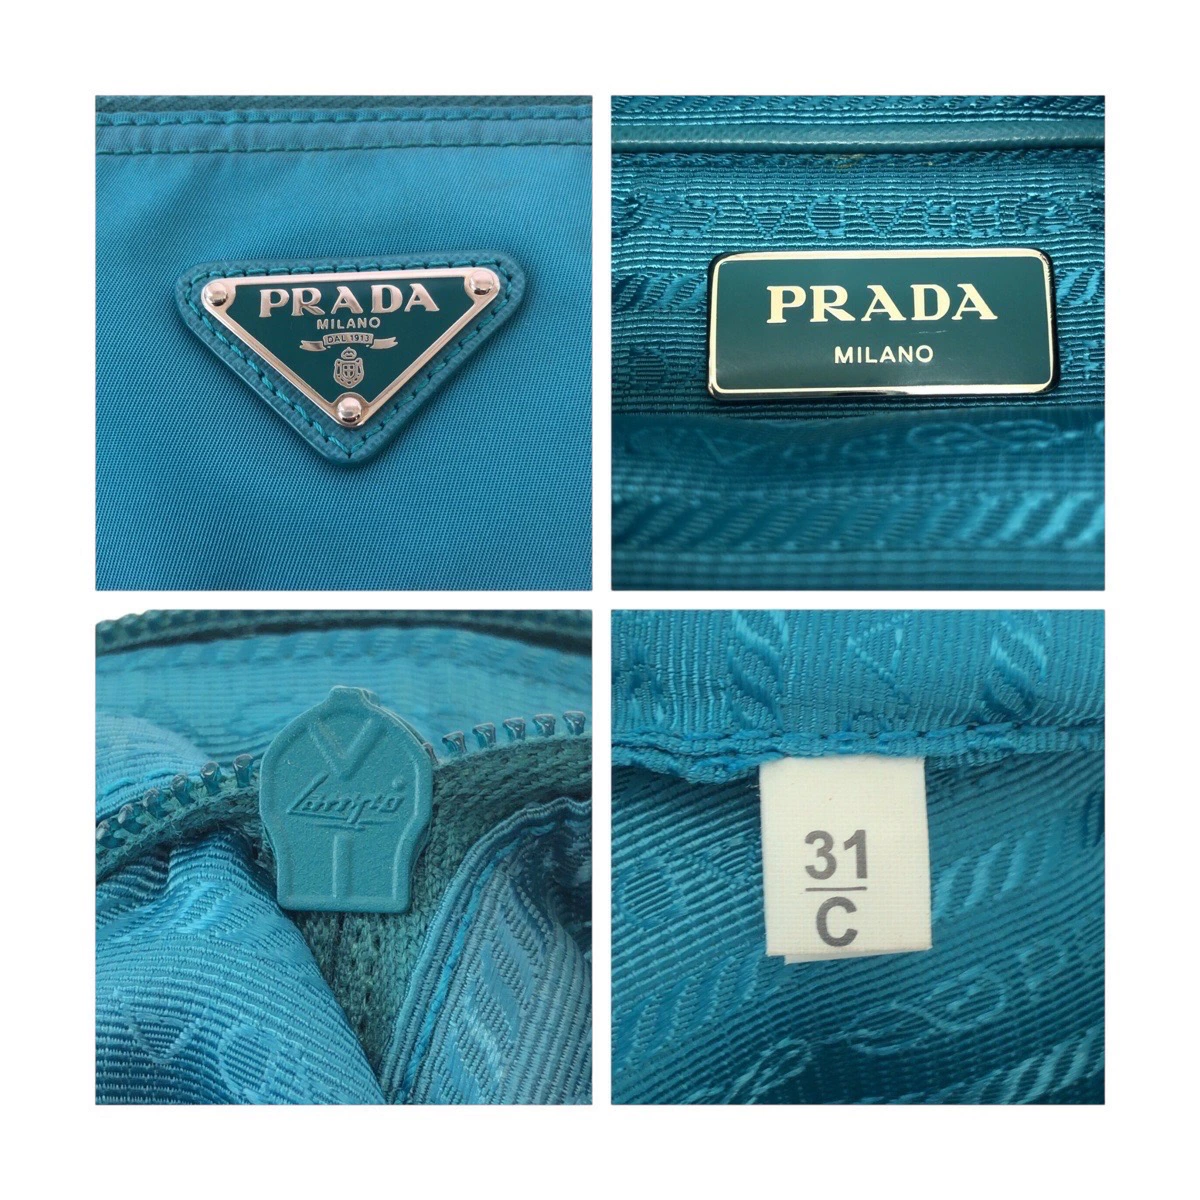 PRADA
MILANO
DAL 1913
PRADA
MILANO
Lampo
31
C